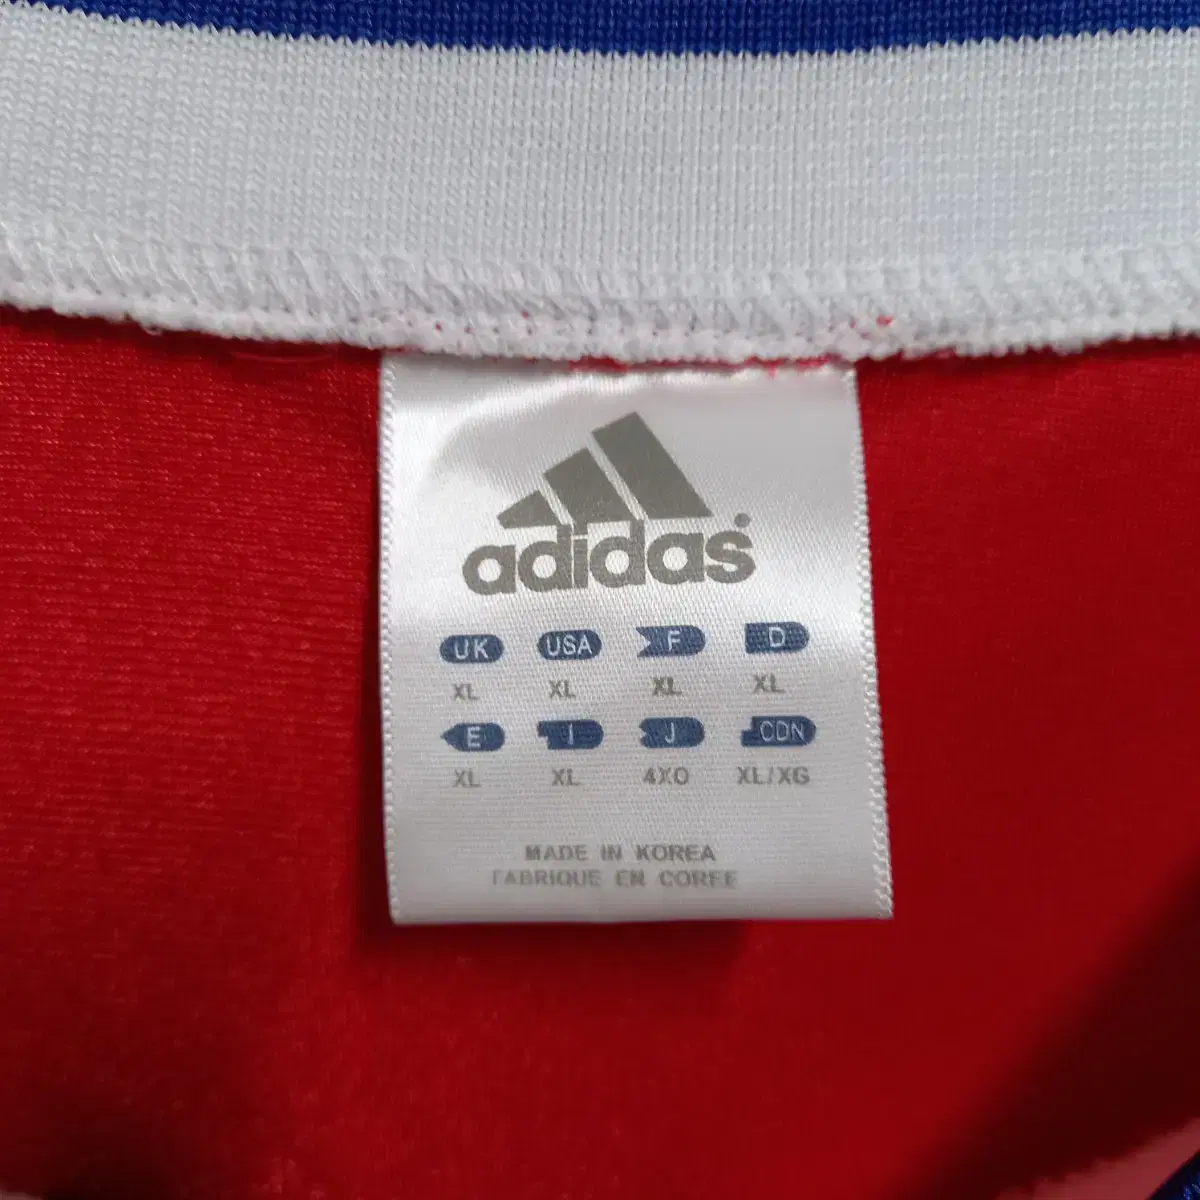 adidas®
UK USA F D
XL XL XL XL
E I J CDN
XL XL 4XO XL/XG
MADE IN KOREA
FABRIQUE EN COREE